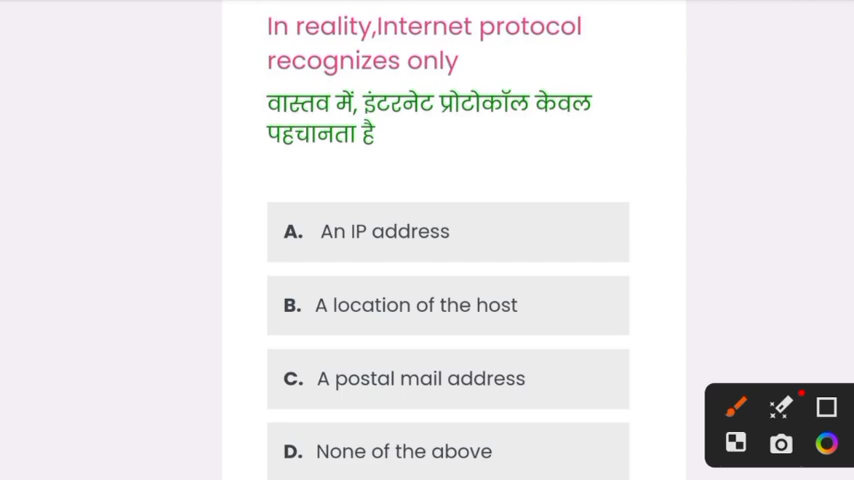 In reality,Internet protocol
recognizes only
वास्तव में, इंटरनेट प्रोटोकॉल केवल
पहचानता है
A. An IP address
B. A location of the host
C. A postal mail address
D. None of the above